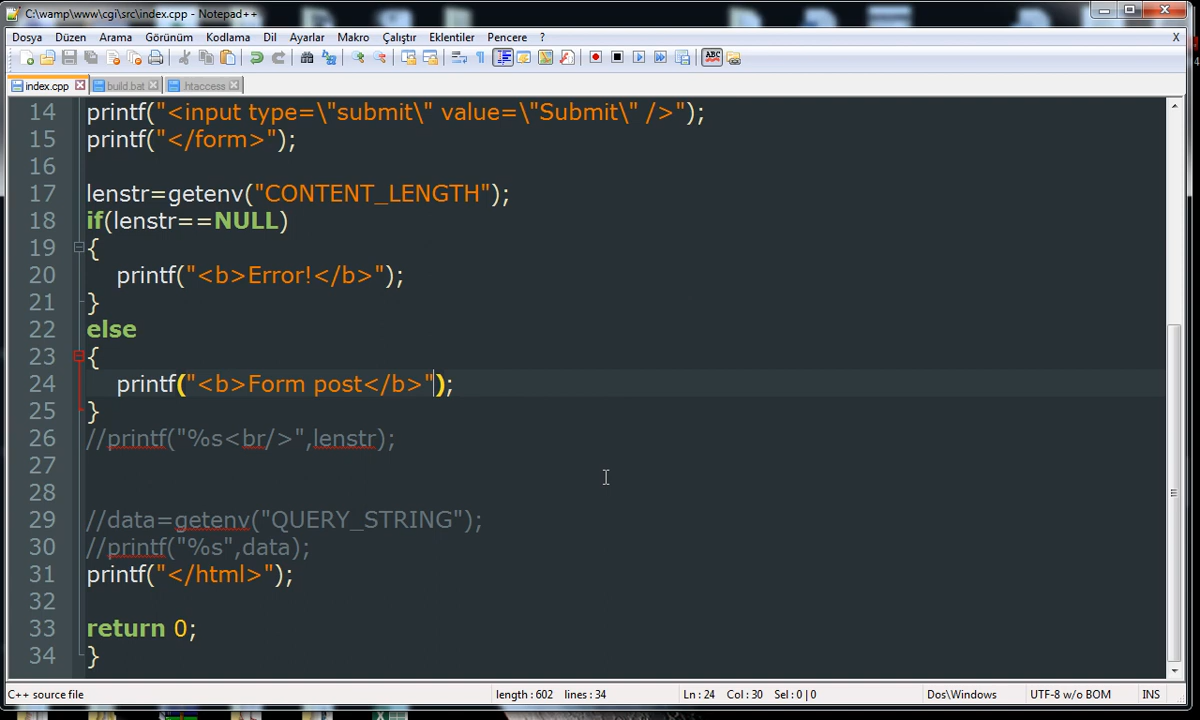 C:\wamp\www\cgi\src\index.cpp - Notepad++
Dosya Düzen Arama Görünüm Kodlama Dil Ayarlar Makro Çalıştır Eklentiler Pencere ? X
index.cpp build.bat .htaccess
14 printf("<input type=\"submit\" value=\"Submit\" />");
15 printf("</form>");
16
17 lenstr=getenv("CONTENT_LENGTH");
18 if(lenstr==NULL)
19 {
20 printf("<b>Error!</b>");
21 }
22 else
23 {
24 printf("<b>Form post</b>");
25 }
26 //printf("%s<br/>",lenstr);
27
28
29 //data=getenv("QUERY_STRING");
30 //printf("%s",data);
31 printf("</html>");
32
33 return 0;
34 }
C++ source file length : 602 lines : 34 Ln : 24 Col : 30 Sel : 0 | 0 Dos\Windows UTF-8 w/o BOM INS